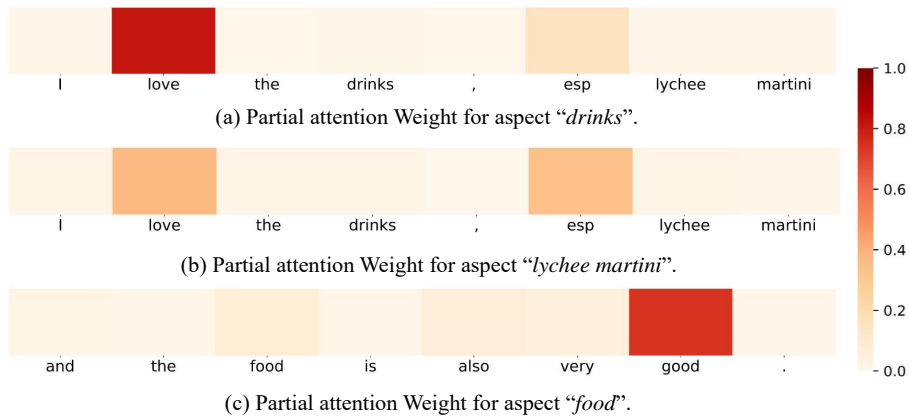 I love the drinks , esp lychee martini
(a) Partial attention Weight for aspect “drinks”.
I love the drinks , esp lychee martini
(b) Partial attention Weight for aspect “lychee martini”.
and the food is also very good .
(c) Partial attention Weight for aspect “food”.
1.0
0.8
0.6
0.4
0.2
0.0